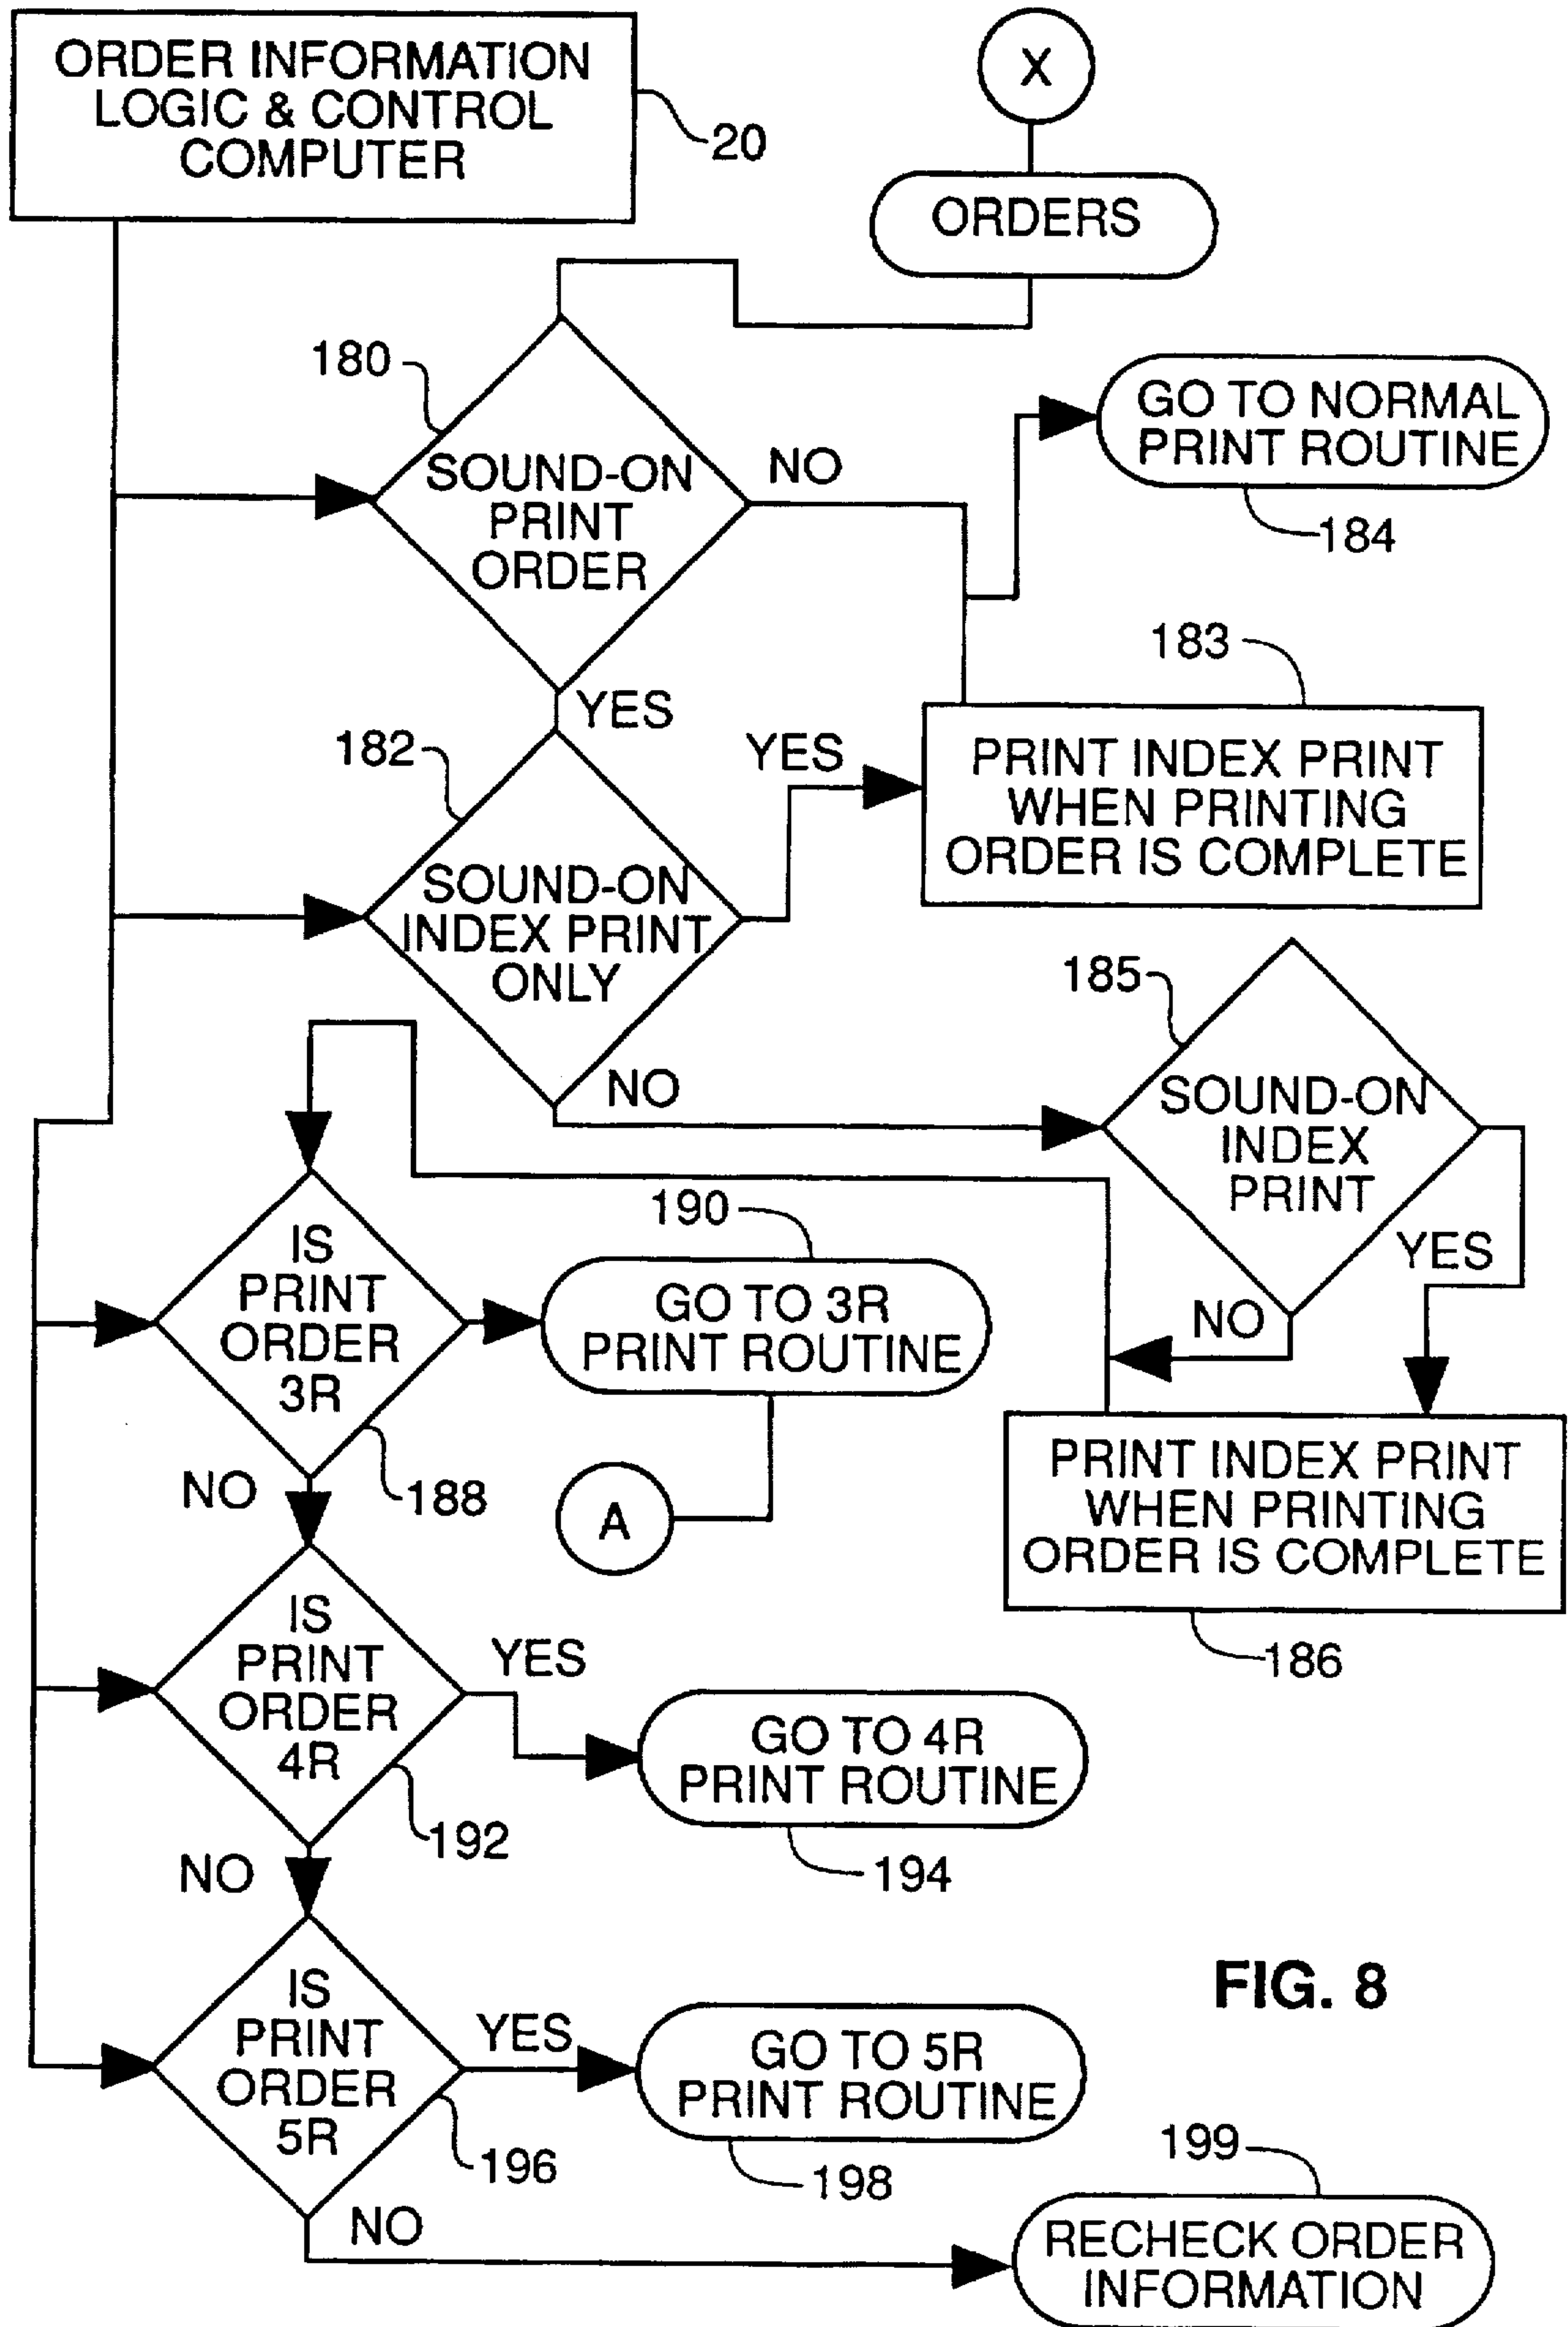 ORDER INFORMATION
LOGIC & CONTROL
COMPUTER
20
X
ORDERS
180
SOUND-ON
PRINT
ORDER
NO
GO TO NORMAL
PRINT ROUTINE
184
YES
183
182
YES
PRINT INDEX PRINT
WHEN PRINTING
ORDER IS COMPLETE
SOUND-ON
INDEX PRINT
ONLY
185
NO
SOUND-ON
INDEX
PRINT
YES
NO
190
IS
PRINT
ORDER
3R
GO TO 3R
PRINT ROUTINE
NO
188
A
PRINT INDEX PRINT
WHEN PRINTING
ORDER IS COMPLETE
186
IS
PRINT
ORDER
4R
YES
GO TO 4R
PRINT ROUTINE
192
194
NO
IS
PRINT
ORDER
5R
YES
GO TO 5R
PRINT ROUTINE
FIG. 8
196
198
199
NO
RECHECK ORDER
INFORMATION